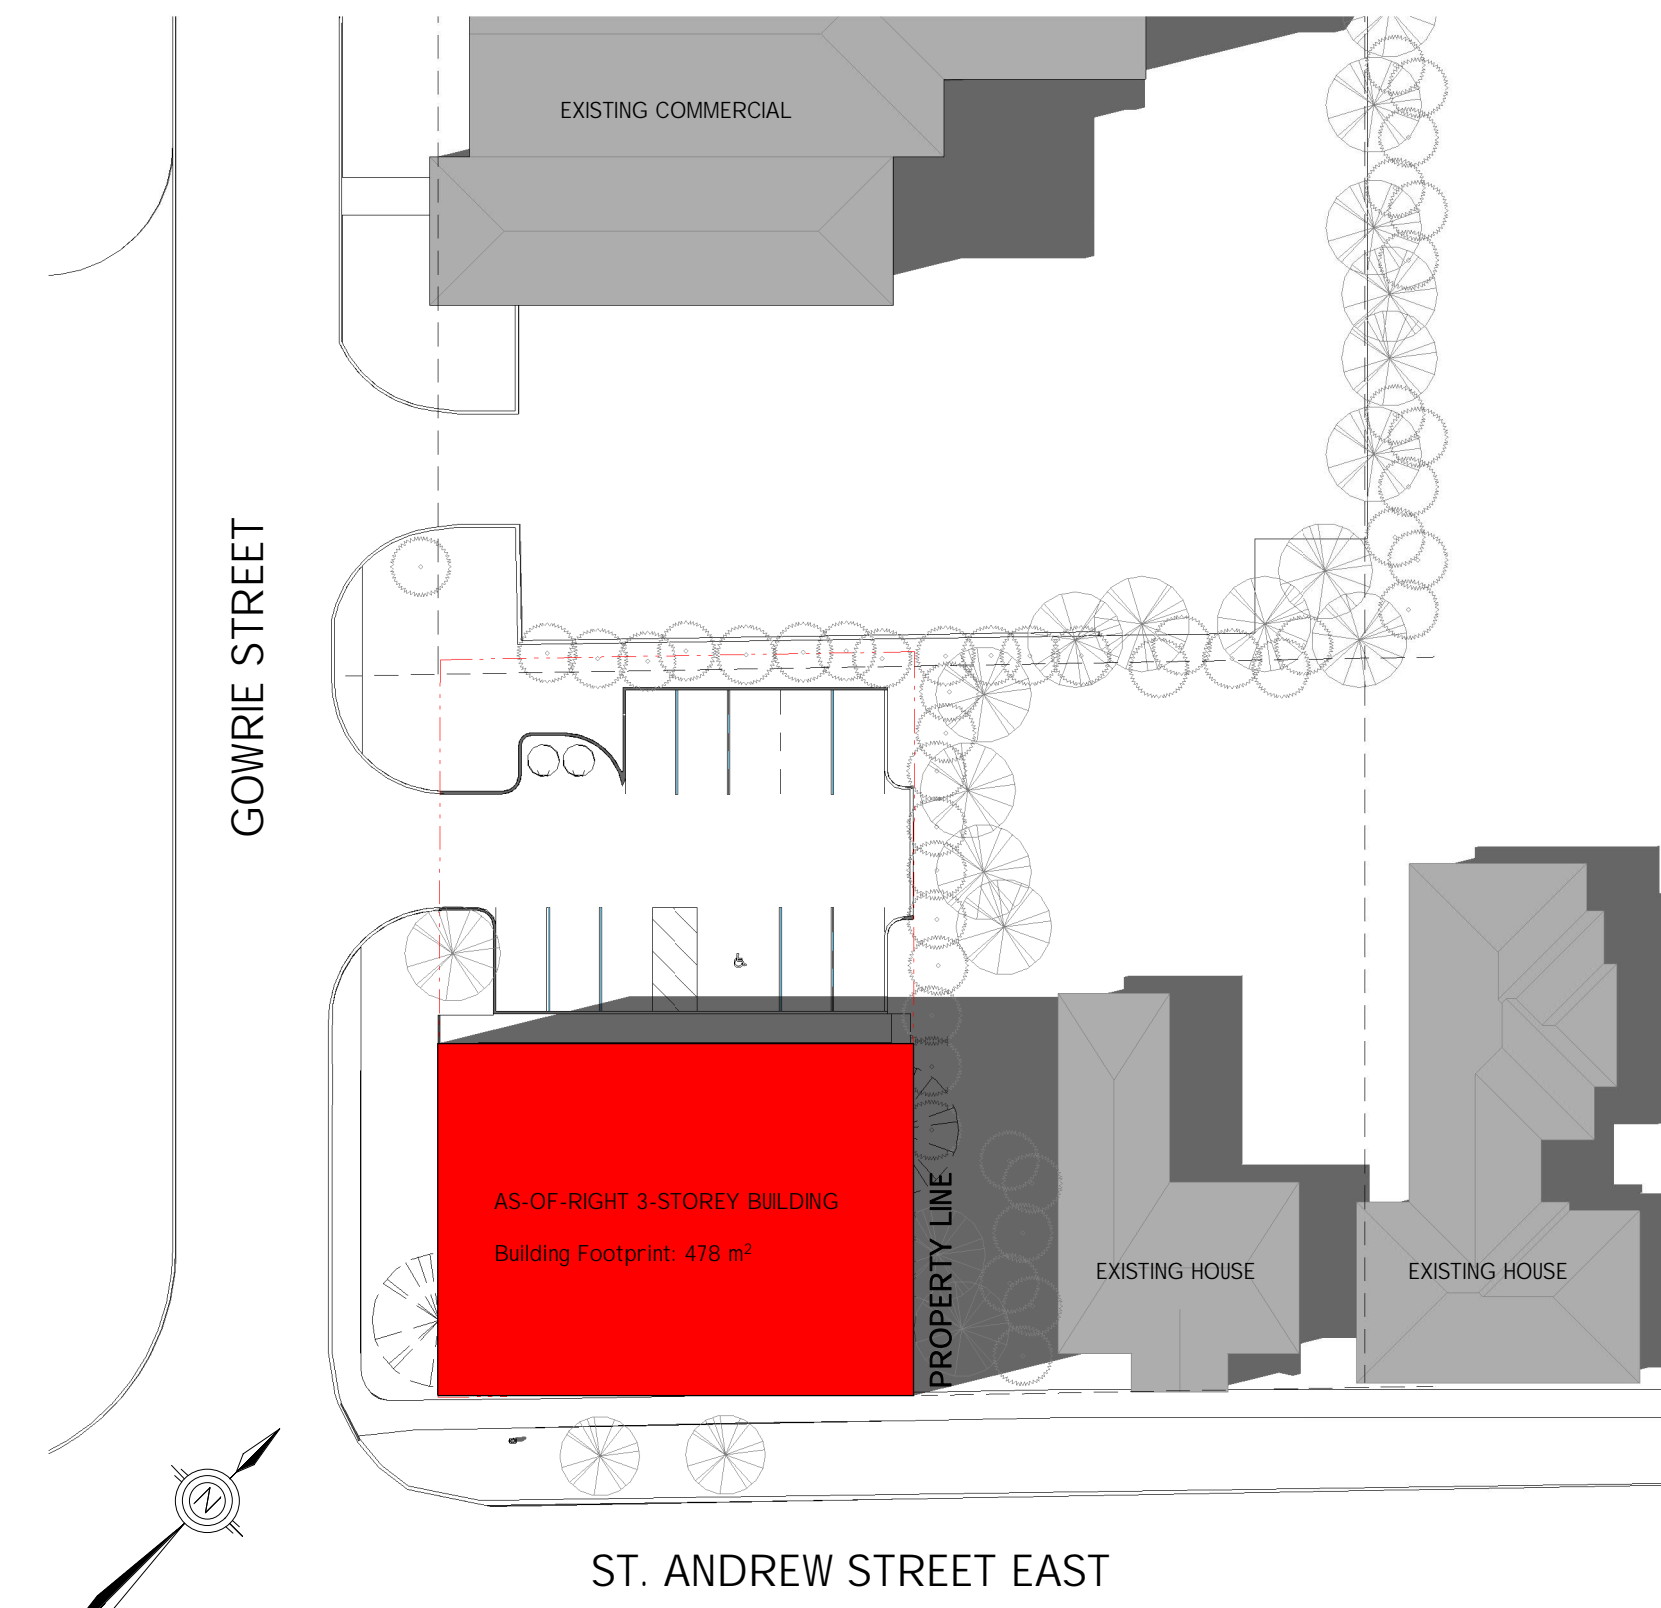 EXISTING COMMERCIAL
GOWRIE STREET
AS-OF-RIGHT 3-STOREY BUILDING
Building Footprint: 478 m²
PROPERTY LINE
EXISTING HOUSE
EXISTING HOUSE
N
ST. ANDREW STREET EAST